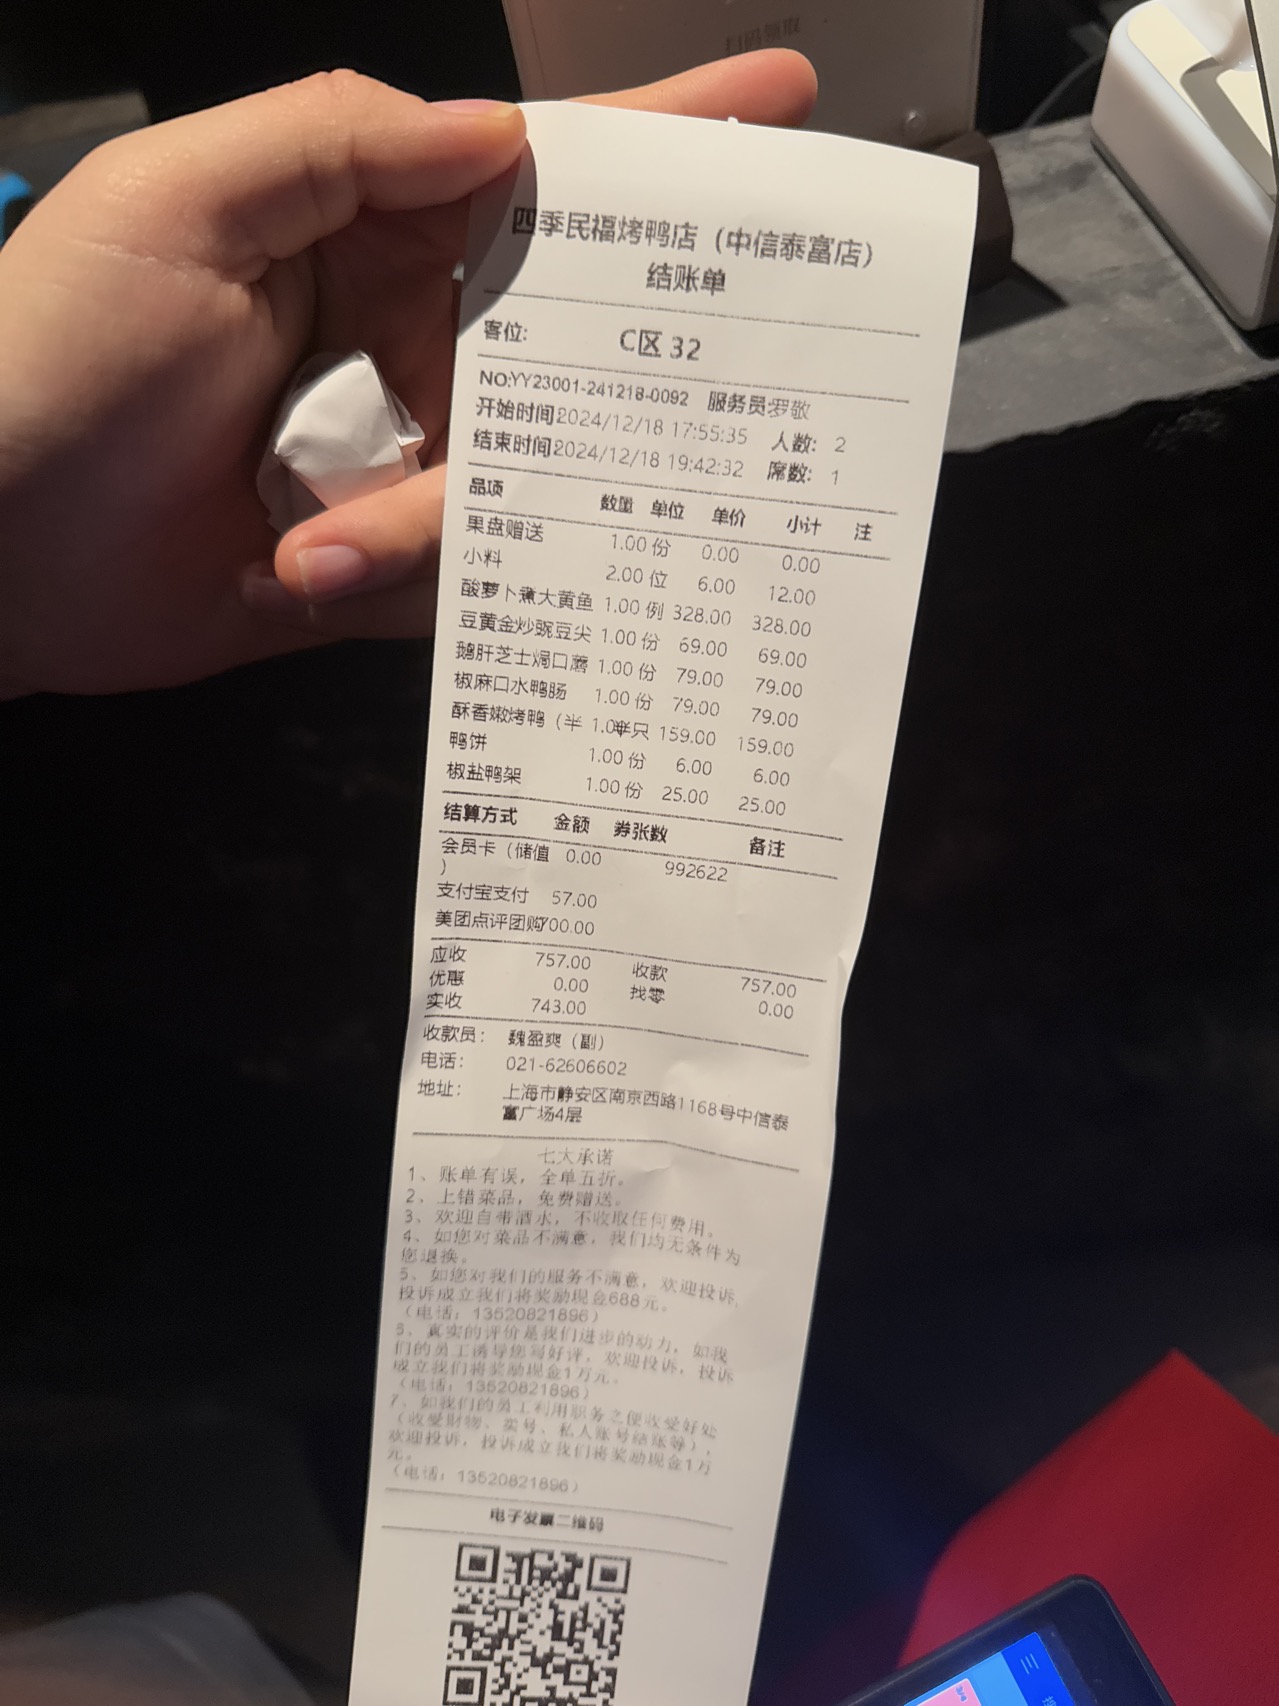 四季民福烤鸭店（中信泰富店）
结账单
客位: C区 32
NO:YY23001-241218-0092 服务员:罗敬
开始时间:2024/12/18 17:55:35 人数: 2
结束时间:2024/12/18 19:42:32 席数: 1
品项 数量 单位 单价 小计 注
果盘赠送 1.00 份 0.00 0.00
小料 2.00 位 6.00 12.00
酸萝卜煮大黄鱼 1.00 例 328.00 328.00
豆黄金炒豌豆尖 1.00 份 69.00 69.00
鹅肝芝士焗口蘑 1.00 份 79.00 79.00
椒麻口水鸭肠 1.00 份 79.00 79.00
酥香嫩烤鸭（半 1.00半只 159.00 159.00
鸭饼 1.00 份 6.00 6.00
椒盐鸭架 1.00 份 25.00 25.00
结算方式 金额 券张数 备注
会员卡（储值 0.00 992622
）
支付宝支付 57.00
美团点评团购700.00
应收 757.00 收款 757.00
优惠 0.00 找零 0.00
实收 743.00
收款员: 魏盈爽（副）
电话: 021-62606602
地址: 上海市静安区南京西路1168号中信泰
富广场4层
七大承诺
1、账单有误，全单五折。
2、上错菜品，免费赠送。
3、欢迎自带酒水，不收取任何费用。
4、如您对菜品不满意，我们均无条件为
您退换。
5、如您对我们的服务不满意，欢迎投诉，
投诉成立我们将奖励现金688元。
（电话：13520821896）
6、真实的评价是我们进步的动力，如我
们的员工诱导您写好评，欢迎投诉，投诉
成立我们将奖励现金1万元。
（电话：13520821896）
7、如我们的员工利用职务之便收受好处
（收受财物、卖号、私人账号结账等），
欢迎投诉，投诉成立我们将奖励现金1万
元。
（电话：13520821896）
电子发票二维码